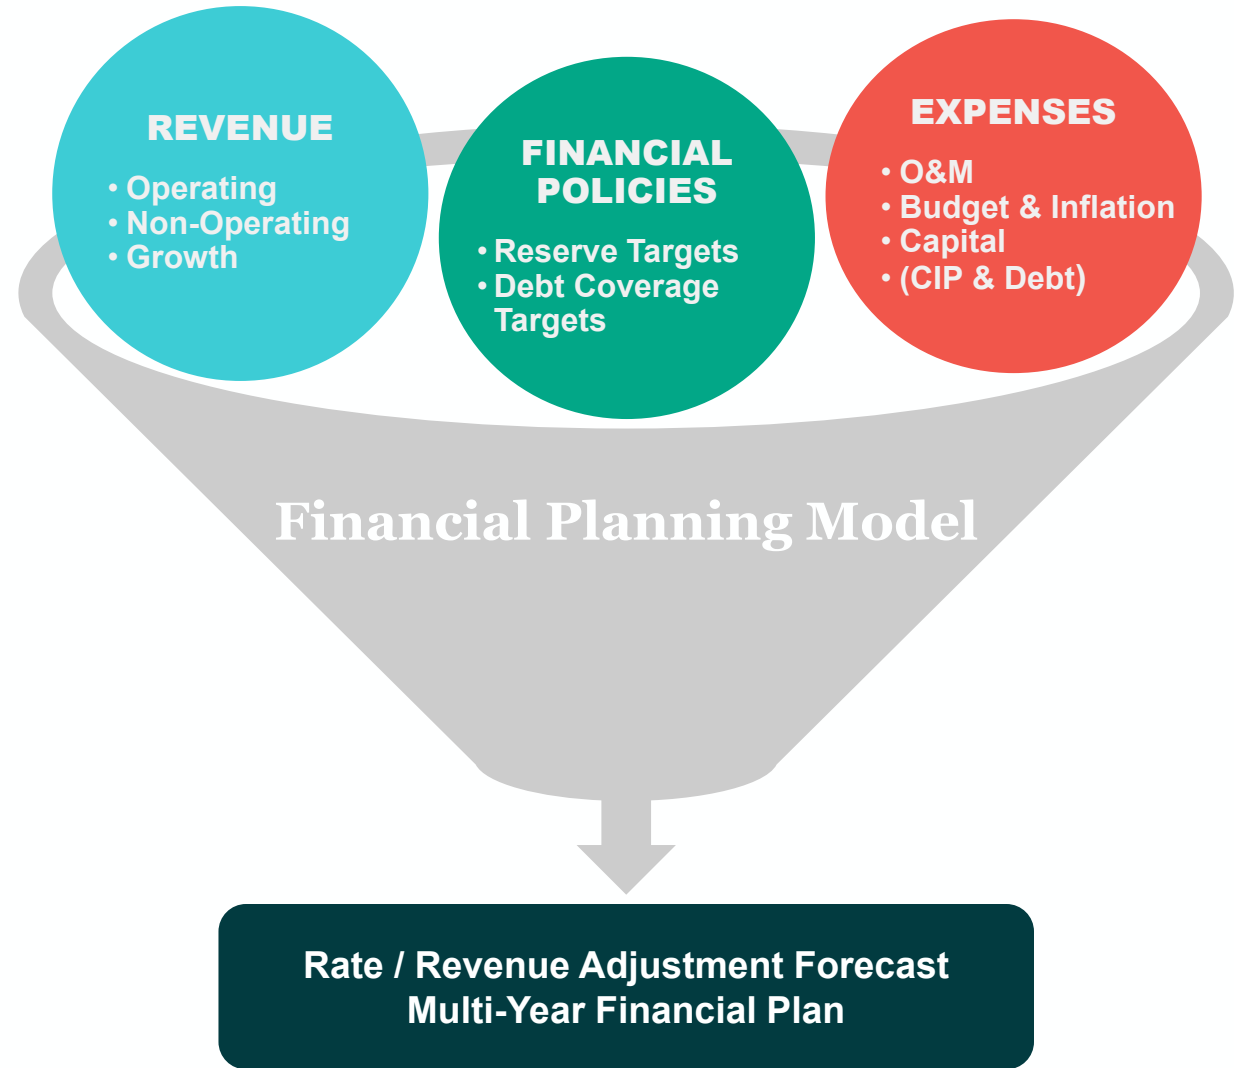 REVENUE
• Operating
• Non-Operating
• Growth
FINANCIAL
POLICIES
• Reserve Targets
• Debt Coverage
Targets
EXPENSES
• O&M
• Budget & Inflation
• Capital
• (CIP & Debt)
Financial Planning Model
Rate / Revenue Adjustment Forecast
Multi-Year Financial Plan